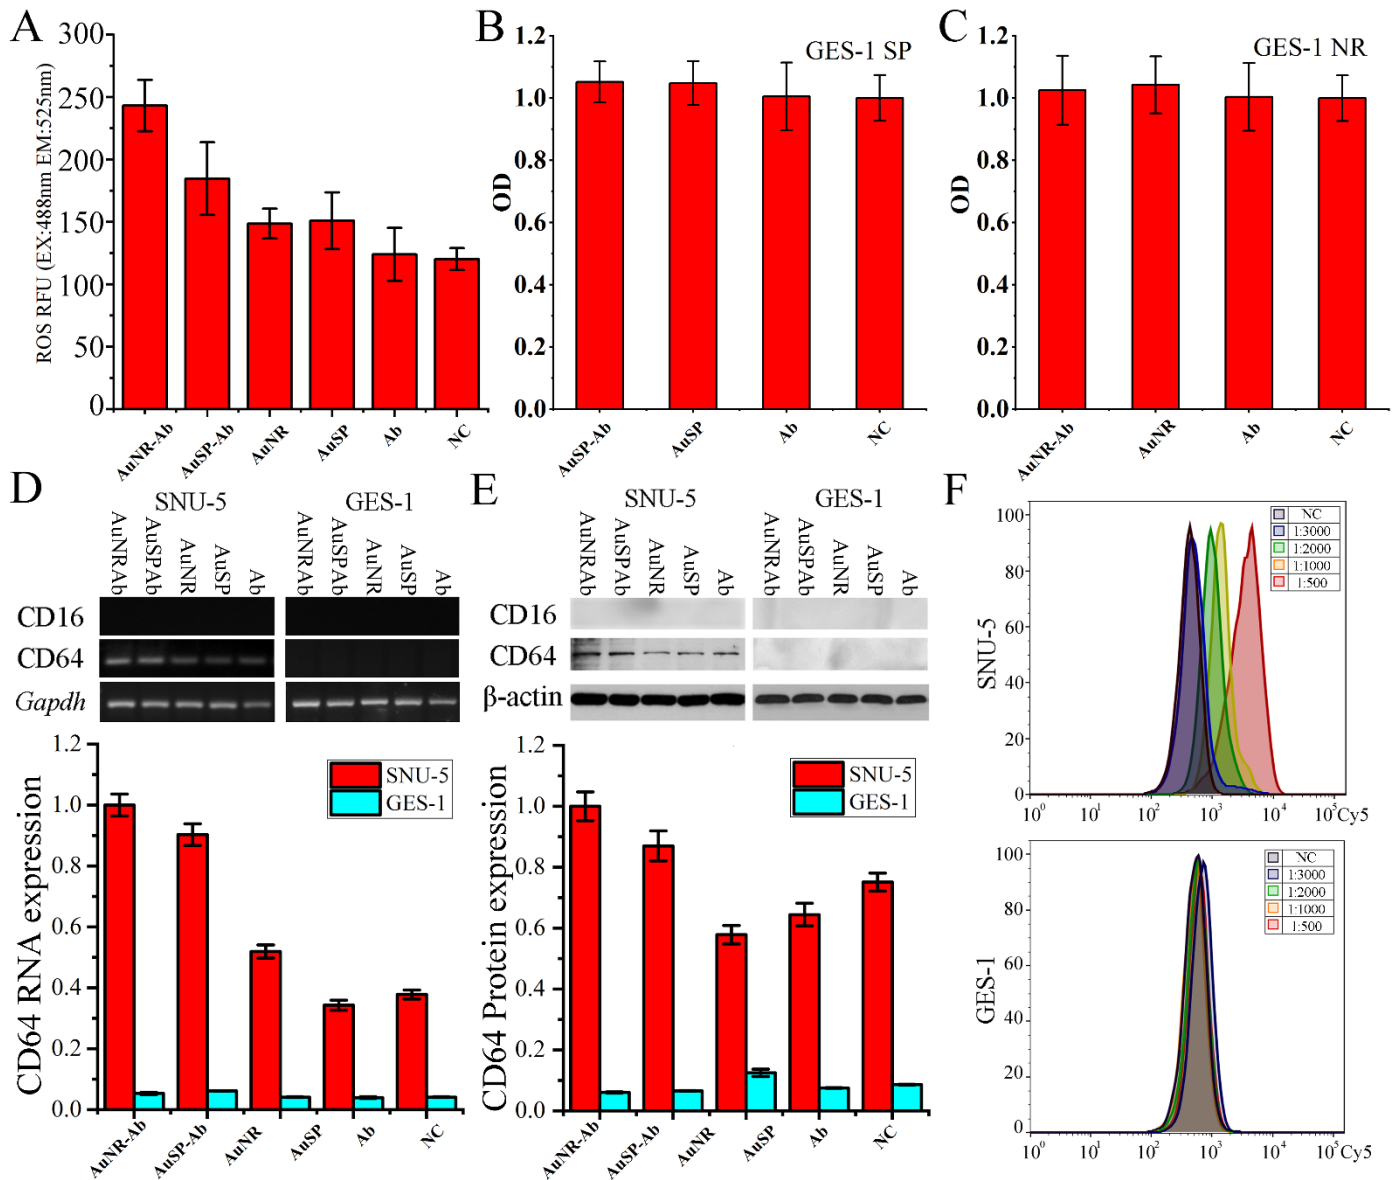 A
300
250
200
150
100
50
0
ROS RFU (EX:488nm EM:525nm)
AuNR-Ab AuSP-Ab AuNR AuSP Ab NC
B
GES-1 SP
1.2
1.0
0.8
0.6
0.4
0.2
0.0
OD
AuSP-Ab AuSP Ab NC
C
GES-1 NR
1.2
1.0
0.8
0.6
0.4
0.2
0.0
OD
AuNR-Ab AuNR Ab NC
D
SNU-5 GES-1
AuNRAb AuSPAb AuNR AuSP Ab AuNRAb AuSPAb AuNR AuSP Ab
CD16
CD64
Gapdh
1.2
1.0
0.8
0.6
0.4
0.2
0.0
CD64 RNA expression
SNU-5
GES-1
AuNR-Ab AuSP-Ab AuNR AuSP Ab NC
E
SNU-5 GES-1
AuNRAb AuSPAb AuNR AuSP Ab AuNRAb AuSPAb AuNR AuSP Ab
CD16
CD64
β-actin
1.2
1.0
0.8
0.6
0.4
0.2
0.0
CD64 Protein expression
SNU-5
GES-1
AuNR-Ab AuSP-Ab AuNR AuSP Ab NC
F
SNU-5
100
80
60
40
20
0
NC
1:3000
1:2000
1:1000
1:500
10⁰ 10¹ 10² 10³ 10⁴ 10⁵Cy5
GES-1
100
80
60
40
20
0
NC
1:3000
1:2000
1:1000
1:500
10⁰ 10¹ 10² 10³ 10⁴ 10⁵Cy5